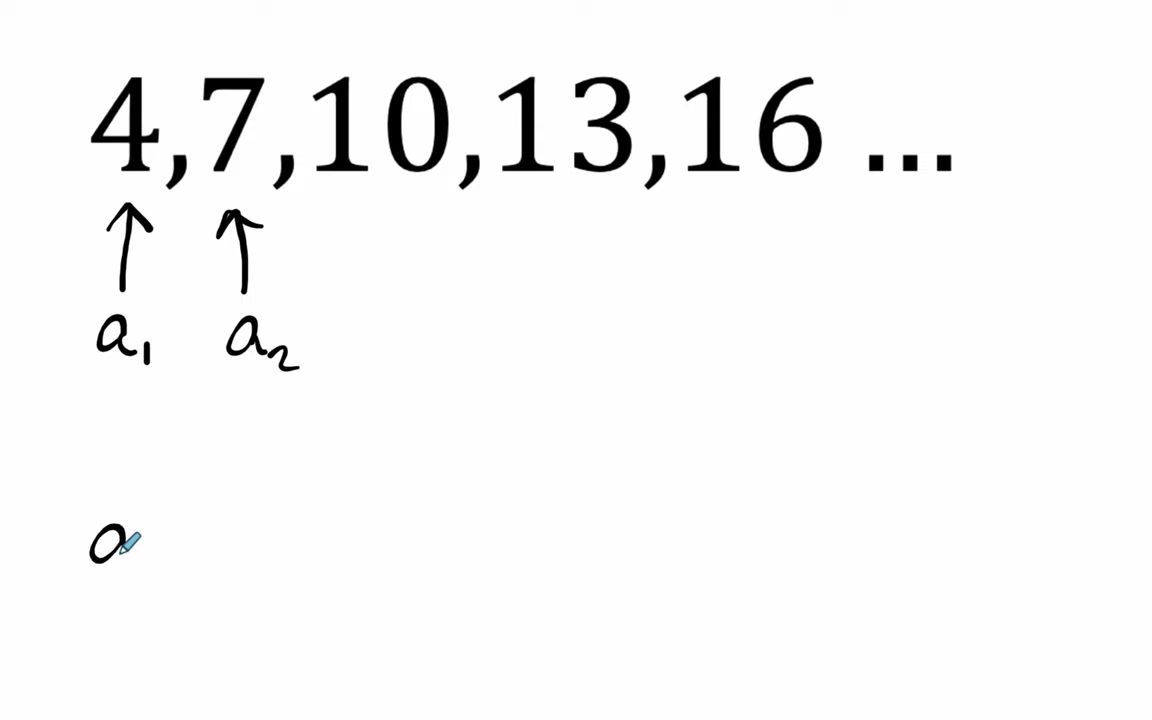 4,7,10,13,16 ...
a₁ a₂
a